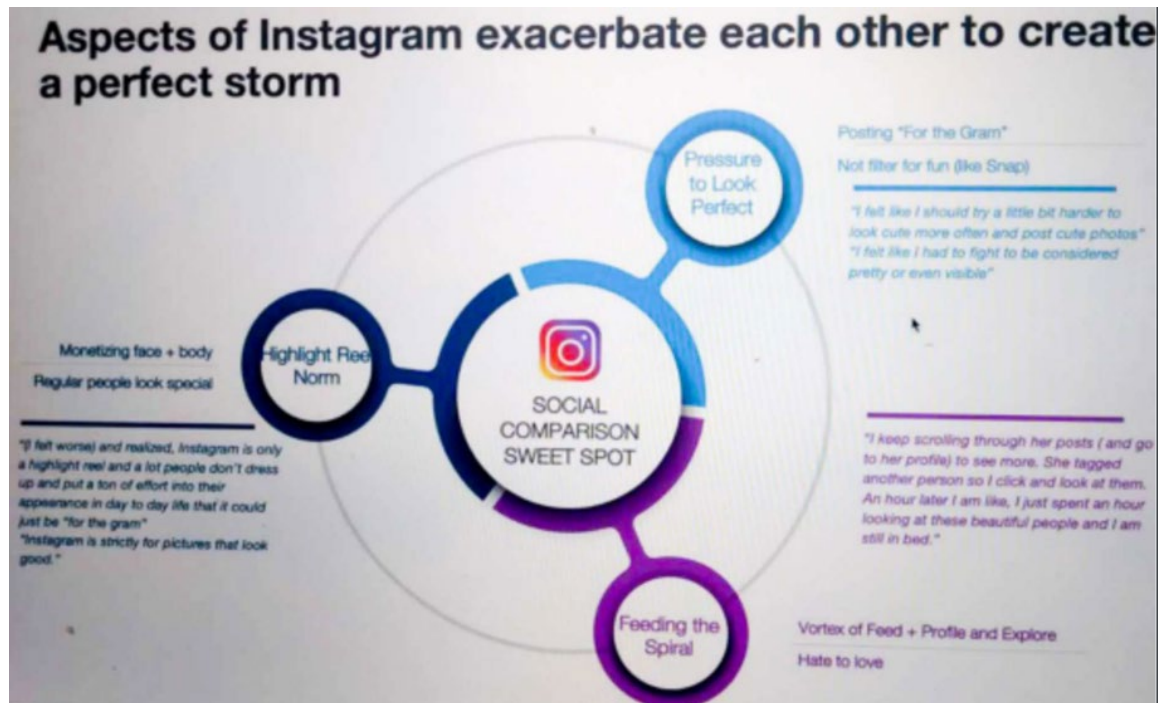 Aspects of Instagram exacerbate each other to create
a perfect storm
Pressure
to Look
Perfect
Posting "For the Gram"
Not filter for fun (like Snap)
"I felt like I should try a little bit harder to
look cute more often and post cute photos"
"I felt like I had to fight to be considered
pretty or even visible"
Highlight Ree
Norm
Monetizing face + body
Regular people look special
"(I felt worse) and realized, Instagram is only
a highlight reel and a lot people don't dress
up and put a ton of effort into their
appearance in day to day life that it could
just be "for the gram"
"Instagram is strictly for pictures that look
good."
SOCIAL
COMPARISON
SWEET SPOT
"I keep scrolling through her posts ( and go
to her profile) to see more. She tagged
another person so I click and look at them.
An hour later I am like, I just spent an hour
looking at these beautiful people and I am
still in bed."
Feeding the
Spiral
Vortex of Feed + Profile and Explore
Hate to love